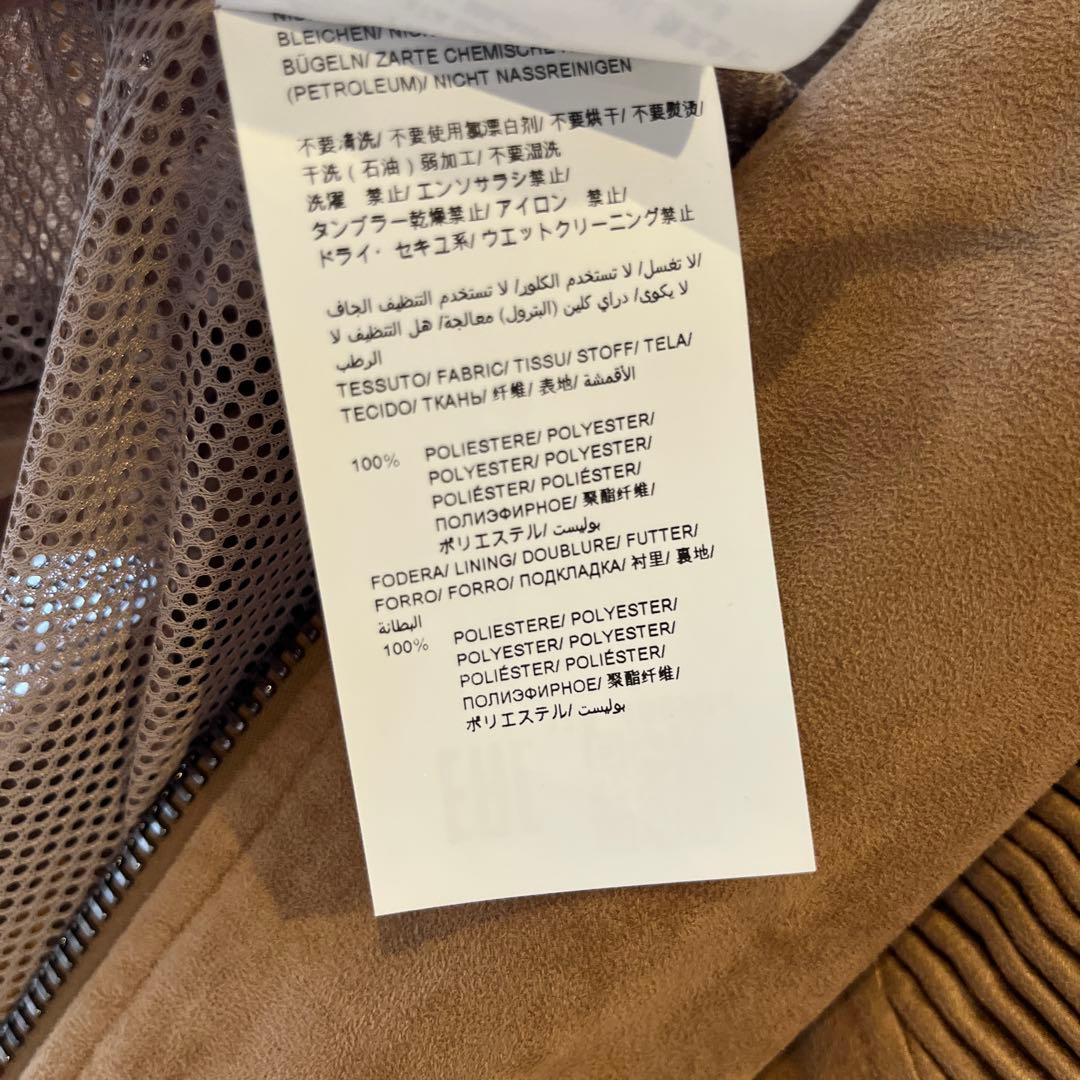 BLEICHEN/
BÜGELN/ ZARTE CHEMISCHE
(PETROLEUM)/ NICHT NASSREINIGEN
不要清洗/ 不要使用氯漂白剂/ 不要烘干/ 不要熨烫/
干洗（石油）弱加工/ 不要湿洗
洗濯 禁止/ エンソサラシ禁止/
タンブラー乾燥禁止/ アイロン 禁止/
ドライ・セキユ系/ ウエットクリーニング禁止
لا تغسل/ لا تستخدم الكلور/ لا تستخدم التنظيف الجاف/
لا يكوى/ دراي كلين (البترول) معالجة/ هل التنظيف لا
الرطب
TESSUTO/ FABRIC/ TISSU/ STOFF/ TELA/
TECIDO/ ТКАНЬ/ 纤维/ 表地/ الأقمشة
100% POLIESTERE/ POLYESTER/
POLYESTER/ POLYESTER/
POLIÉSTER/ POLIÉSTER/
ПОЛИЭФИРНОЕ/ 聚酯纤维/
ポリエステル/ بوليست
FODERA/ LINING/ DOUBLURE/ FUTTER/
FORRO/ FORRO/ ПОДКЛАДКА/ 衬里/ 裏地/
البطانة
100% POLIESTERE/ POLYESTER/
POLYESTER/ POLYESTER/
POLIÉSTER/ POLIÉSTER/
ПОЛИЭФИРНОЕ/ 聚酯纤维/
ポリエステル/ بوليست